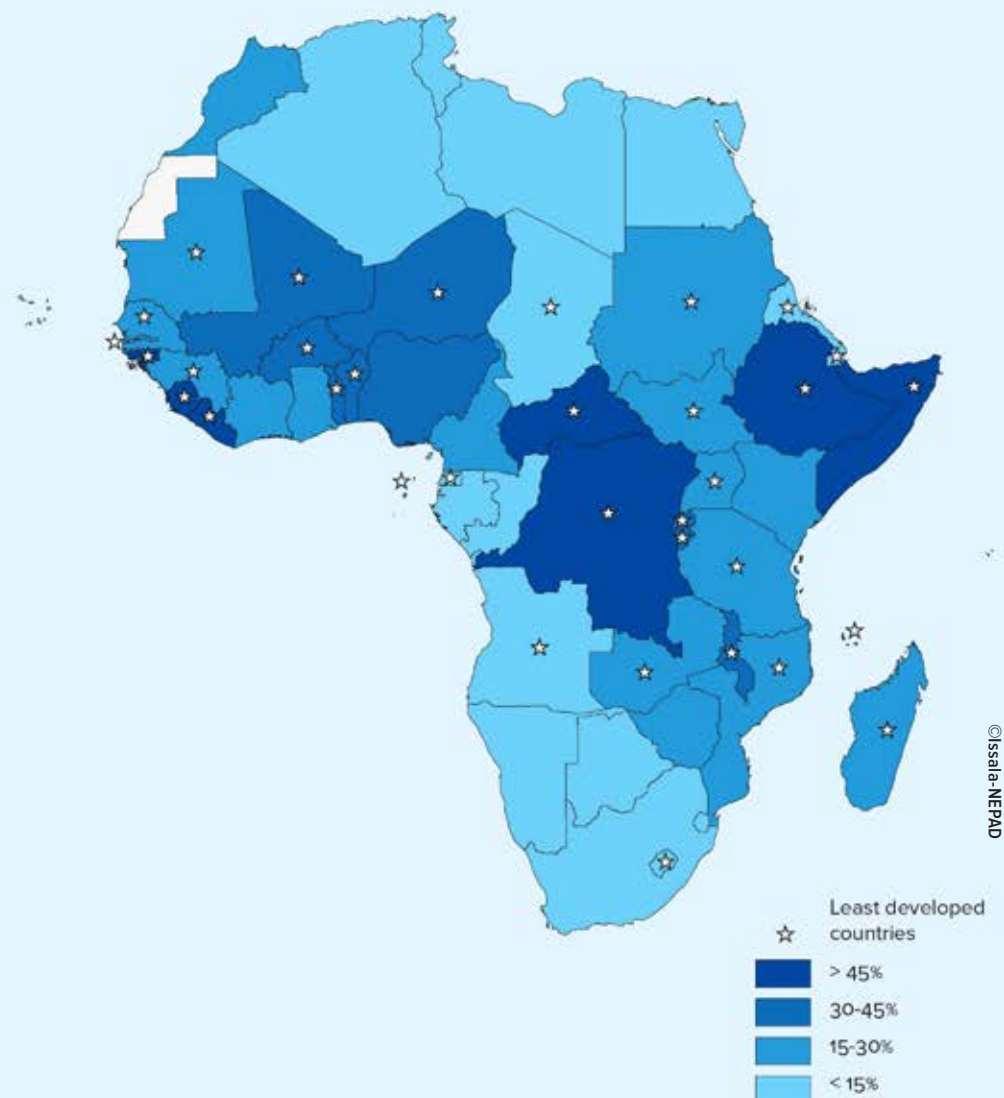 ©Issala-NEPAD
Least developed
countries
> 45%
30-45%
15-30%
< 15%